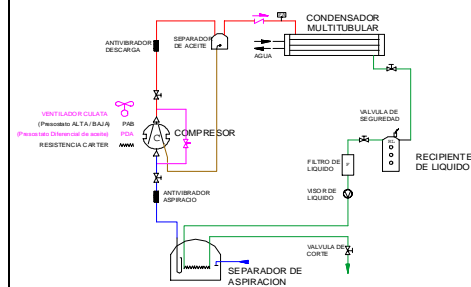 CONDENSADOR
MULTITUBULAR
ANTIVIBRADOR
DESCARGA
SEPARADOR
DE ACEITE
AGUA
VENTILADOR CULATA
(Presostato ALTA / BAJA) PAB
(Presostato Diferencial de aceite) PDA
RESISTENCIA CARTER
C
COMPRESOR
VALVULA DE
SEGURIDAD
FILTRO DE
LIQUIDO
F
RL
RECIPIENTE
DE LIQUIDO
VISOR DE
LIQUIDO
ANTIVIBRADOR
ASPIRACIO
VALVULA DE
CORTE
SEPARADOR DE
ASPIRACION